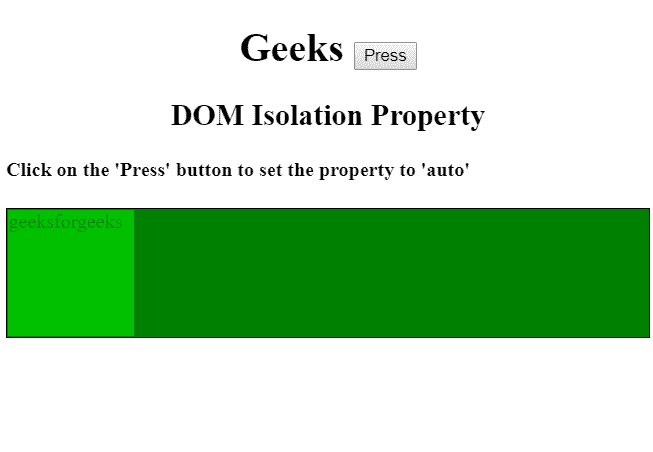 Geeks Press
DOM Isolation Property
Click on the 'Press' button to set the property to 'auto'
geeksforgeeks